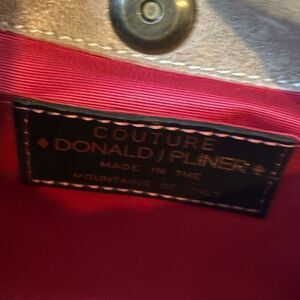 COUTURE
♦ DONALD J PLINER ♦
MADE IN THE
MOUNTAINS OF ITALY